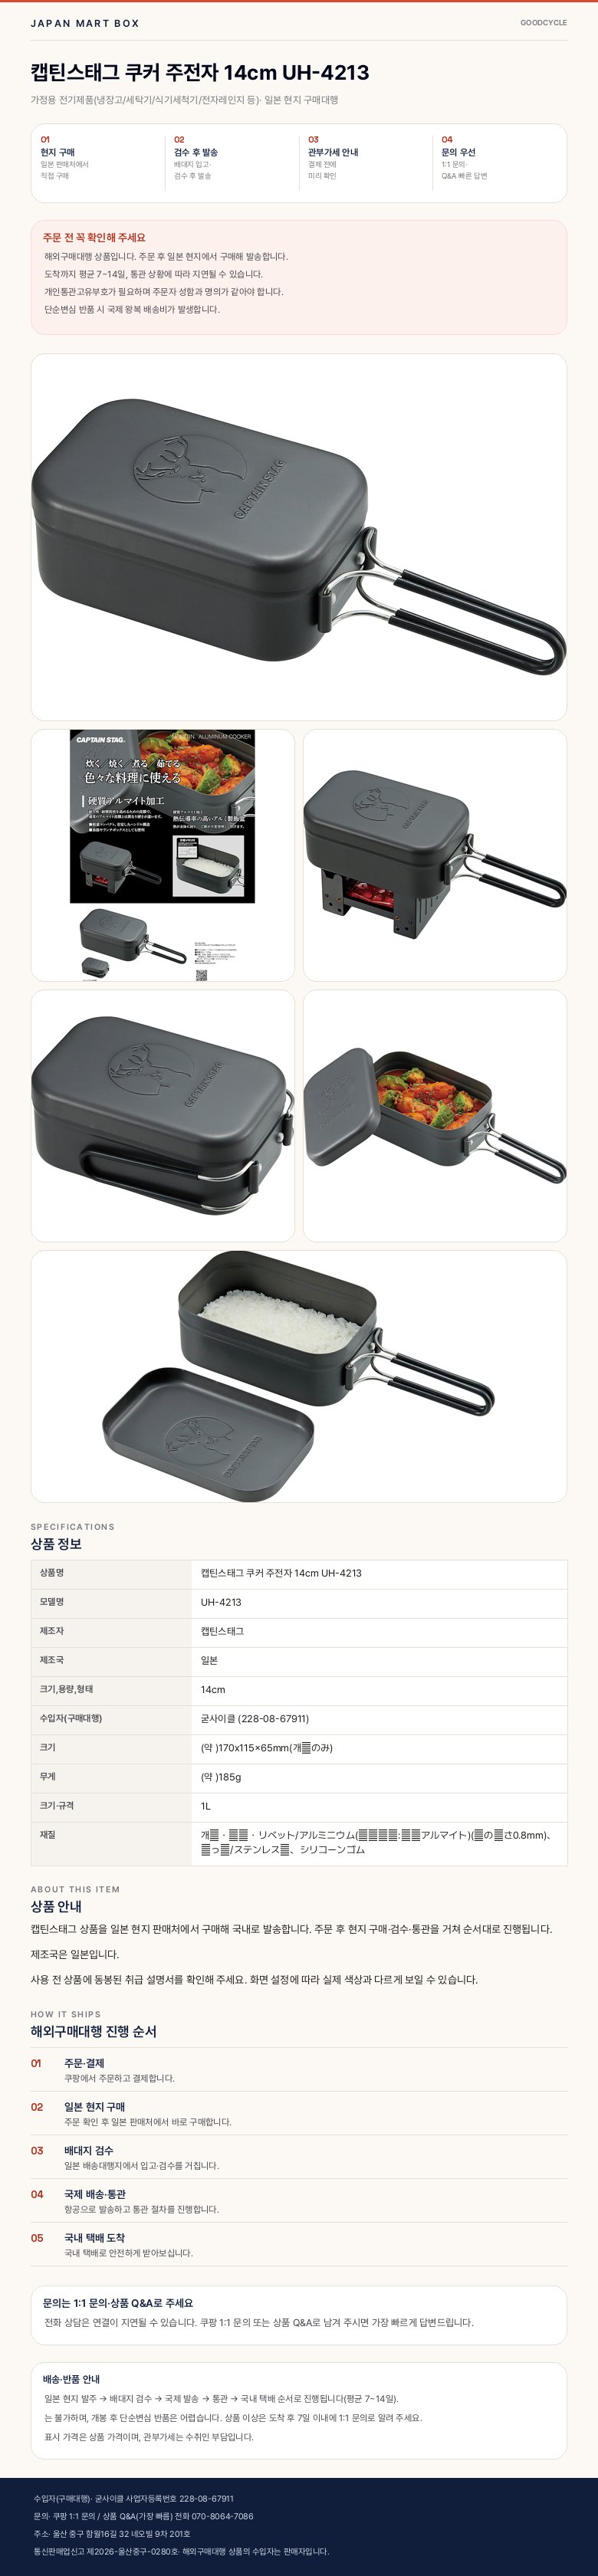 JAPAN MART BOX
GOODCYCLE
캡틴스태그 쿠커 주전자 14cm UH-4213
가정용 전기제품(냉장고/세탁기/식기세척기/전자레인지 등)· 일본 현지 구매대행
01
현지 구매
일본 판매처에서
직접 구매
02
검수 후 발송
배대지 입고·
검수 후 발송
03
관부가세 안내
결제 전에
미리 확인
04
문의 우선
1:1 문의·
Q&A 빠른 답변
주문 전 꼭 확인해 주세요
해외구매대행 상품입니다. 주문 후 일본 현지에서 구매해 발송합니다.
도착까지 평균 7~14일, 통관 상황에 따라 지연될 수 있습니다.
개인통관고유부호가 필요하며 주문자 성함과 명의가 같아야 합니다.
단순변심 반품 시 국제 왕복 배송비가 발생합니다.
CAPTAIN STAG
CAPTAIN STAG
ALUMINUM COOKER
炊く 焼く 煮る 茹でる
色々な料理に使える
硬質アルマイト加工
CAPTAIN STAG
SPECIFICATIONS
상품 정보
상품명 캡틴스태그 쿠커 주전자 14cm UH-4213
모델명 UH-4213
제조자 캡틴스태그
제조국 일본
크기,용량,형태 14cm
수입자(구매대행) 굳사이클 (228-08-67911)
크기 (약 )170x115×65mm(개▒のみ)
무게 (약 )185g
크기·규격 1L
재질 개▒・▒▒・リベット/アルミニウム(▒▒▒▒:▒▒アルマイト)(▒の▒さ0.8mm)、
▒っ▒/ステンレス▒、シリコーンゴム
ABOUT THIS ITEM
상품 안내
캡틴스태그 상품을 일본 현지 판매처에서 구매해 국내로 발송합니다. 주문 후 현지 구매·검수·통관을 거쳐 순서대로 진행됩니다.
제조국은 일본입니다.
사용 전 상품에 동봉된 취급 설명서를 확인해 주세요. 화면 설정에 따라 실제 색상과 다르게 보일 수 있습니다.
HOW IT SHIPS
해외구매대행 진행 순서
01 주문·결제
쿠팡에서 주문하고 결제합니다.
02 일본 현지 구매
주문 확인 후 일본 판매처에서 바로 구매합니다.
03 배대지 검수
일본 배송대행지에서 입고·검수를 거칩니다.
04 국제 배송·통관
항공으로 발송하고 통관 절차를 진행합니다.
05 국내 택배 도착
국내 택배로 안전하게 받아보십니다.
문의는 1:1 문의·상품 Q&A로 주세요
전화 상담은 연결이 지연될 수 있습니다. 쿠팡 1:1 문의 또는 상품 Q&A로 남겨 주시면 가장 빠르게 답변드립니다.
배송·반품 안내
일본 현지 발주 → 배대지 검수 → 국제 발송 → 통관 → 국내 택배 순서로 진행됩니다(평균 7~14일).
는 불가하며, 개봉 후 단순변심 반품은 어렵습니다. 상품 이상은 도착 후 7일 이내에 1:1 문의로 알려 주세요.
표시 가격은 상품 가격이며, 관부가세는 수취인 부담입니다.
수입자(구매대행)· 굳사이클 사업자등록번호 228-08-67911
문의· 쿠팡 1:1 문의 / 상품 Q&A(가장 빠름) 전화 070-8064-7086
주소· 울산 중구 함월16길 32 네오빌 9차 201호
통신판매업신고 제2026-울산중구-0280호· 해외구매대행 상품의 수입자는 판매자입니다.